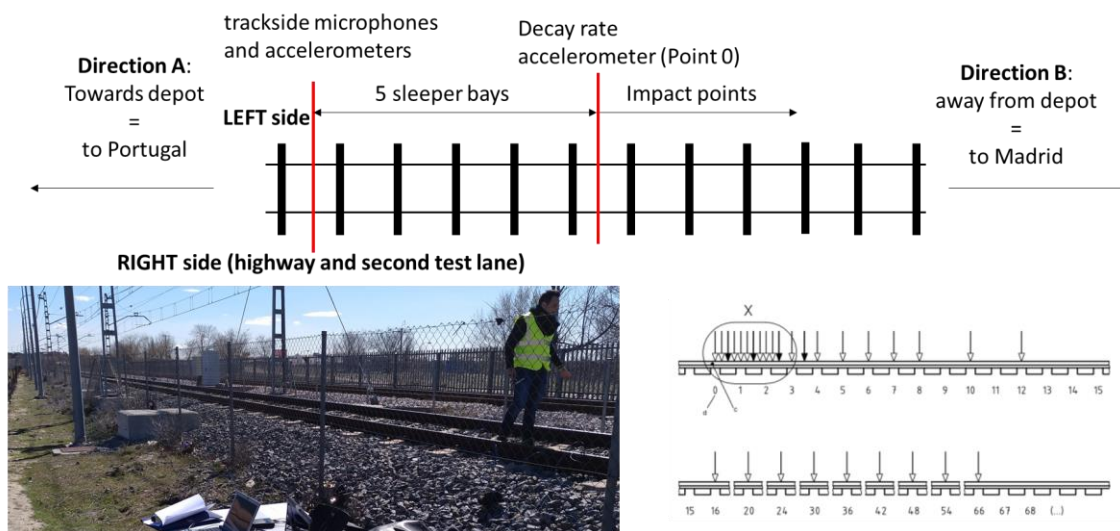 trackside microphones
and accelerometers
Decay rate
accelerometer (Point 0)
Direction A:
Towards depot
=
to Portugal
Direction B:
away from depot
=
to Madrid
5 sleeper bays
Impact points
LEFT side
RIGHT side (highway and second test lane)
X
0 1 2 3 4 5 6 7 8 9 10 11 12 13 14 15
d c
15 16 20 24 30 36 42 48 54 66 67 68 (...)